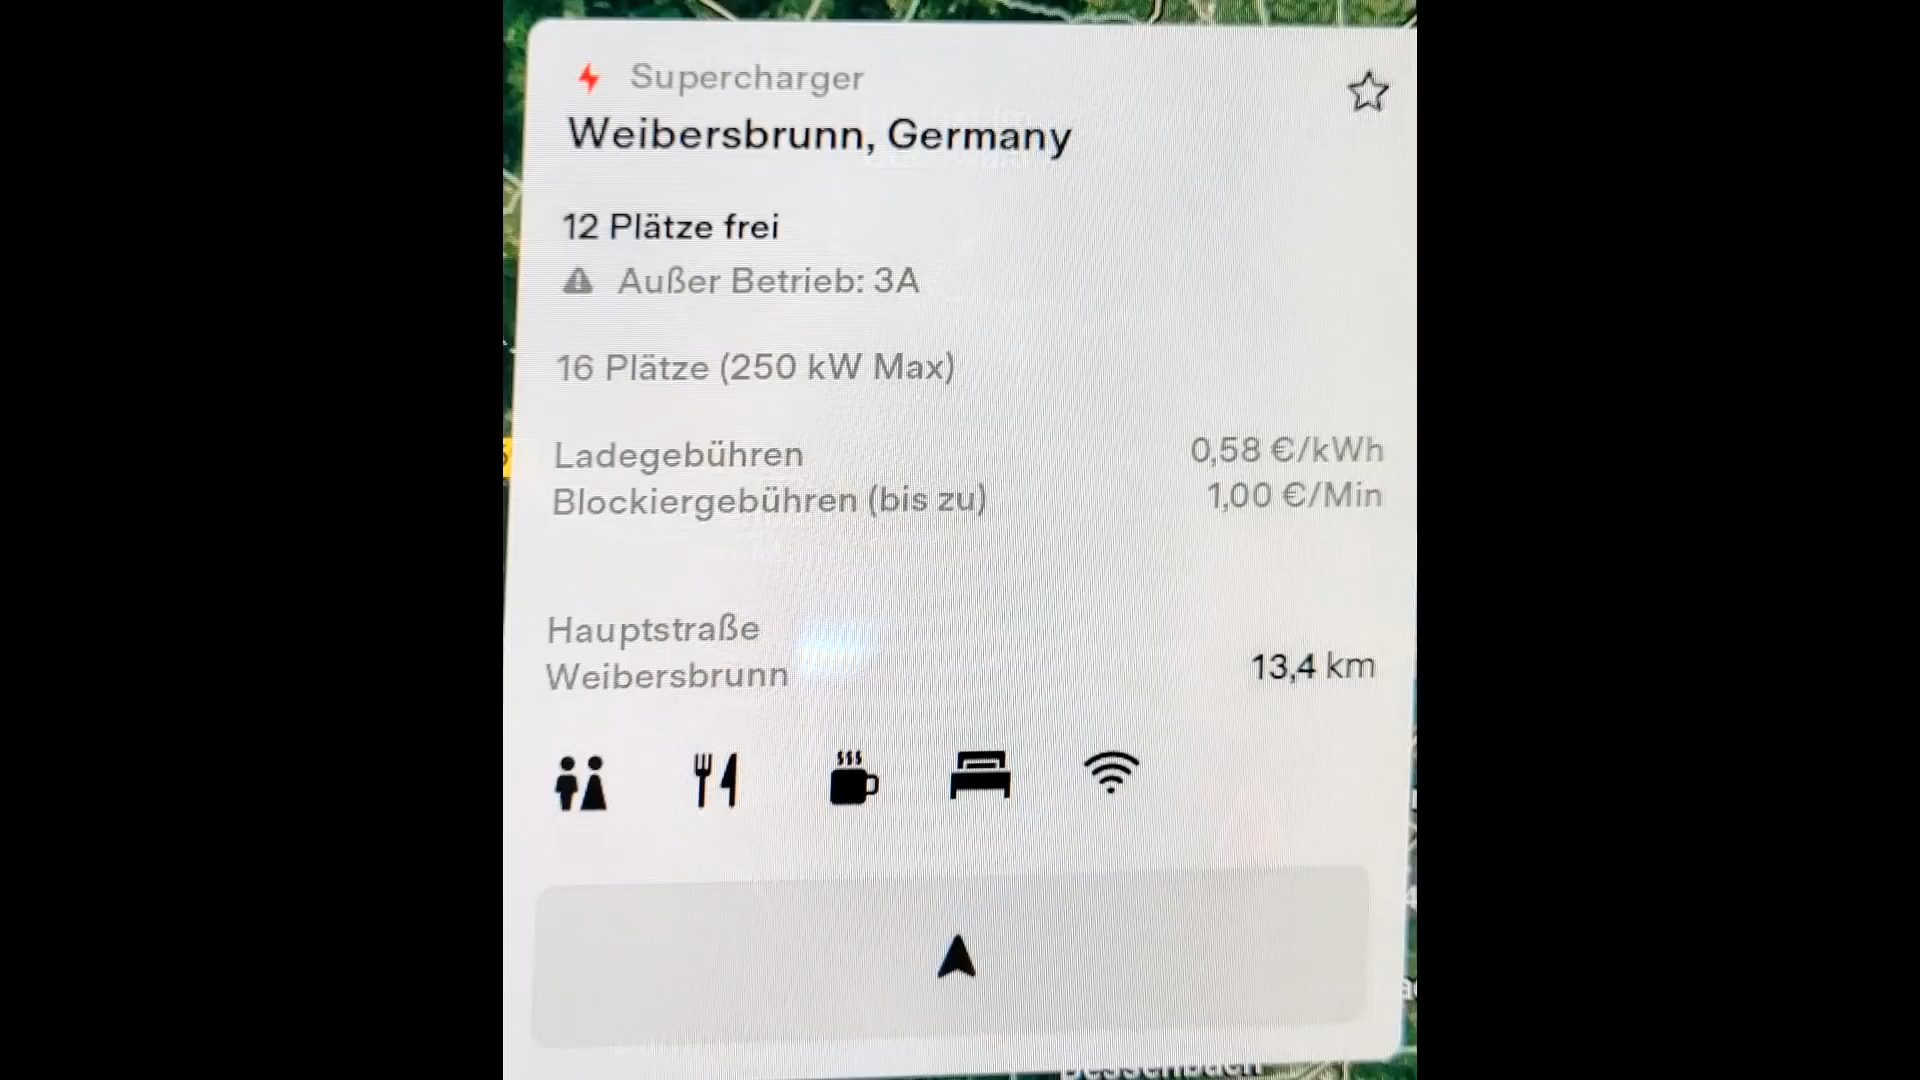 Supercharger
Weibersbrunn, Germany
12 Plätze frei
Außer Betrieb: 3A
16 Plätze (250 kW Max)
Ladegebühren 0,58 €/kWh
Blockiergebühren (bis zu) 1,00 €/Min
Hauptstraße
Weibersbrunn
13,4 km